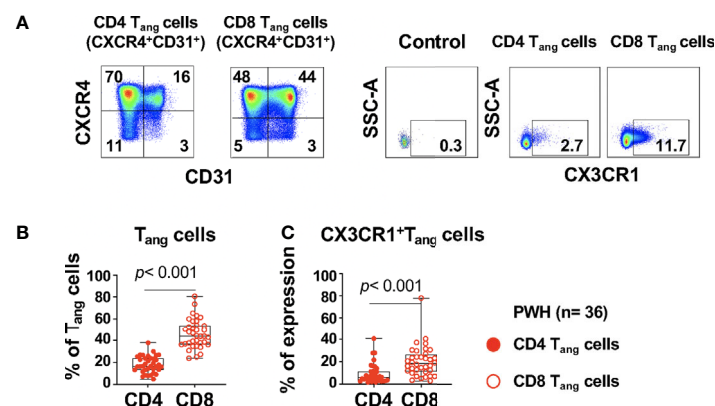 A
CD4 Tang cells
(CXCR4+CD31+)
CD8 Tang cells
(CXCR4+CD31+)
Control
CD4 Tang cells
CD8 Tang cells
CXCR4
70
16
11
3
48
44
5
3
CD31
SSC-A
0.3
SSC-A
2.7
11.7
CX3CR1
B
Tang cells
% of Tang cells
100
80
60
40
20
0
p< 0.001
CD4
CD8
C
CX3CR1+Tang cells
% of expression
100
80
60
40
20
0
p< 0.001
CD4
CD8
PWH (n= 36)
CD4 Tang cells
CD8 Tang cells